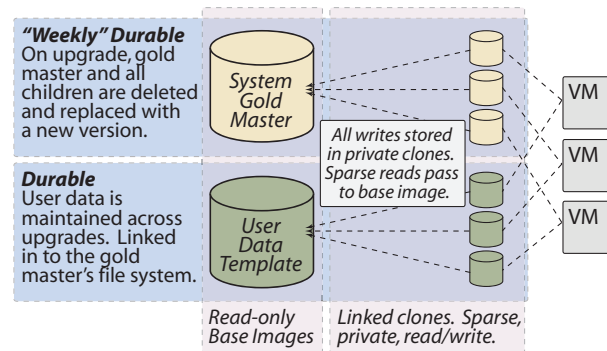 “Weekly” Durable
On upgrade, gold
master and all
children are deleted
and replaced with
a new version.
System
Gold
Master
VM
All writes stored
in private clones.
Sparse reads pass
to base image.
VM
Durable
User data is
maintained across
upgrades.  Linked
in to the gold
master’s file system.
User
Data
Template
VM
Read-only
Base Images
Linked clones. Sparse,
private, read/write.